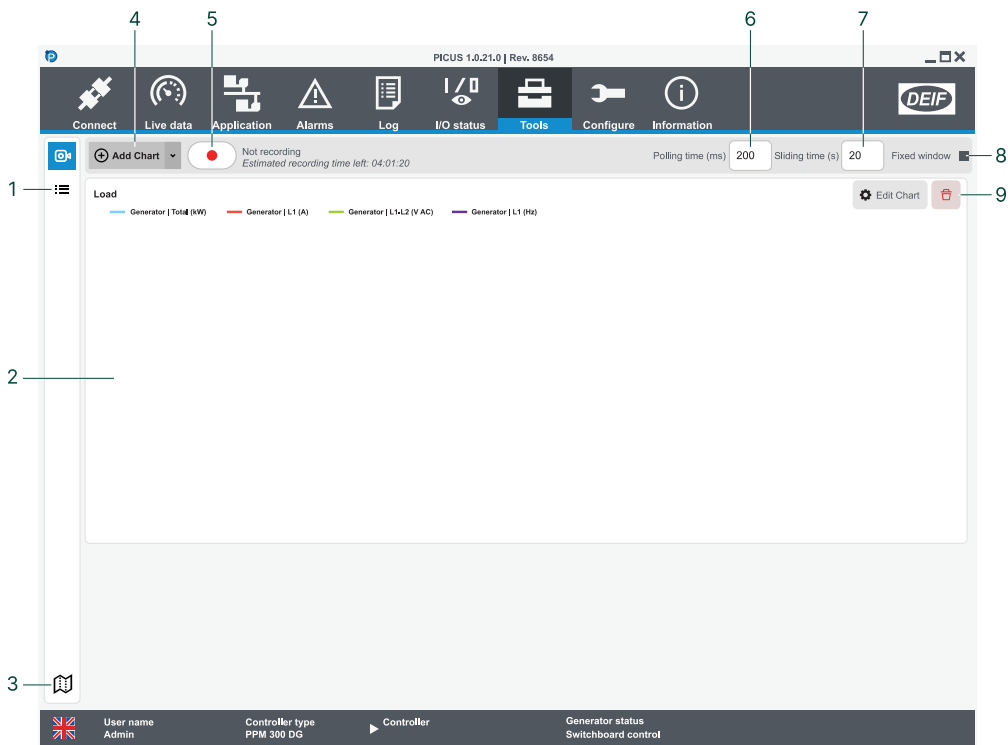 4 5 6 7
PICUS 1.0.21.0 | Rev. 8654
Connect Live data Application Alarms Log I/O status Tools Configure Information
DEIF
Add Chart
Not recording
Estimated recording time left: 04:01:20
Polling time (ms) 200 Sliding time (s) 20 Fixed window
8
1
Load
Edit Chart
9
Generator | Total (kW) Generator | L1 (A) Generator | L1-L2 (V AC) Generator | L1 (Hz)
2
3
User name Controller type Controller Generator status
Admin PPM 300 DG Switchboard control